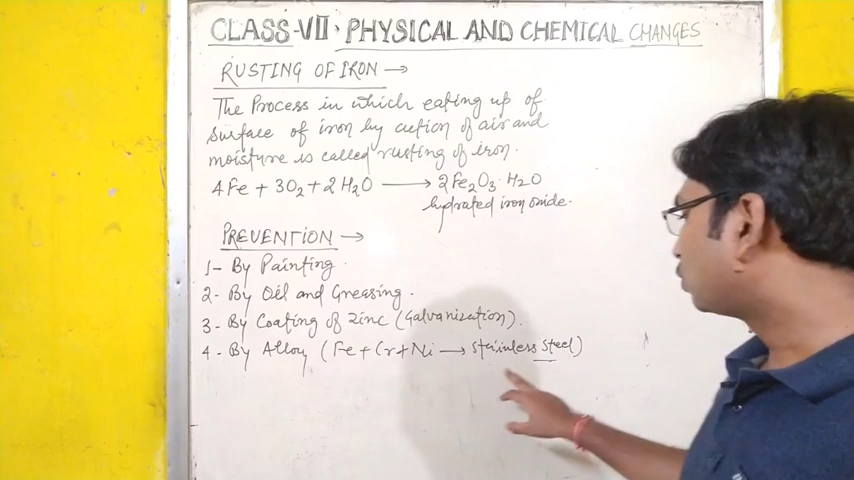 CLASS-VII. PHYSICAL AND CHEMICAL CHANGES
RUSTING OF IRON →
The Process in which eating up of
surface of iron by action of air and
moisture is called rusting of iron.
4Fe + 3O₂ + 2H₂O → 2Fe₂O₃·H₂O
hydrated iron oxide.
PREVENTION →
1- By Painting.
2- By Oil and Greasing.
3- By Coating of Zinc (Galvanization).
4- By Alloy (Fe + Cr + Ni → Stainless Steel)